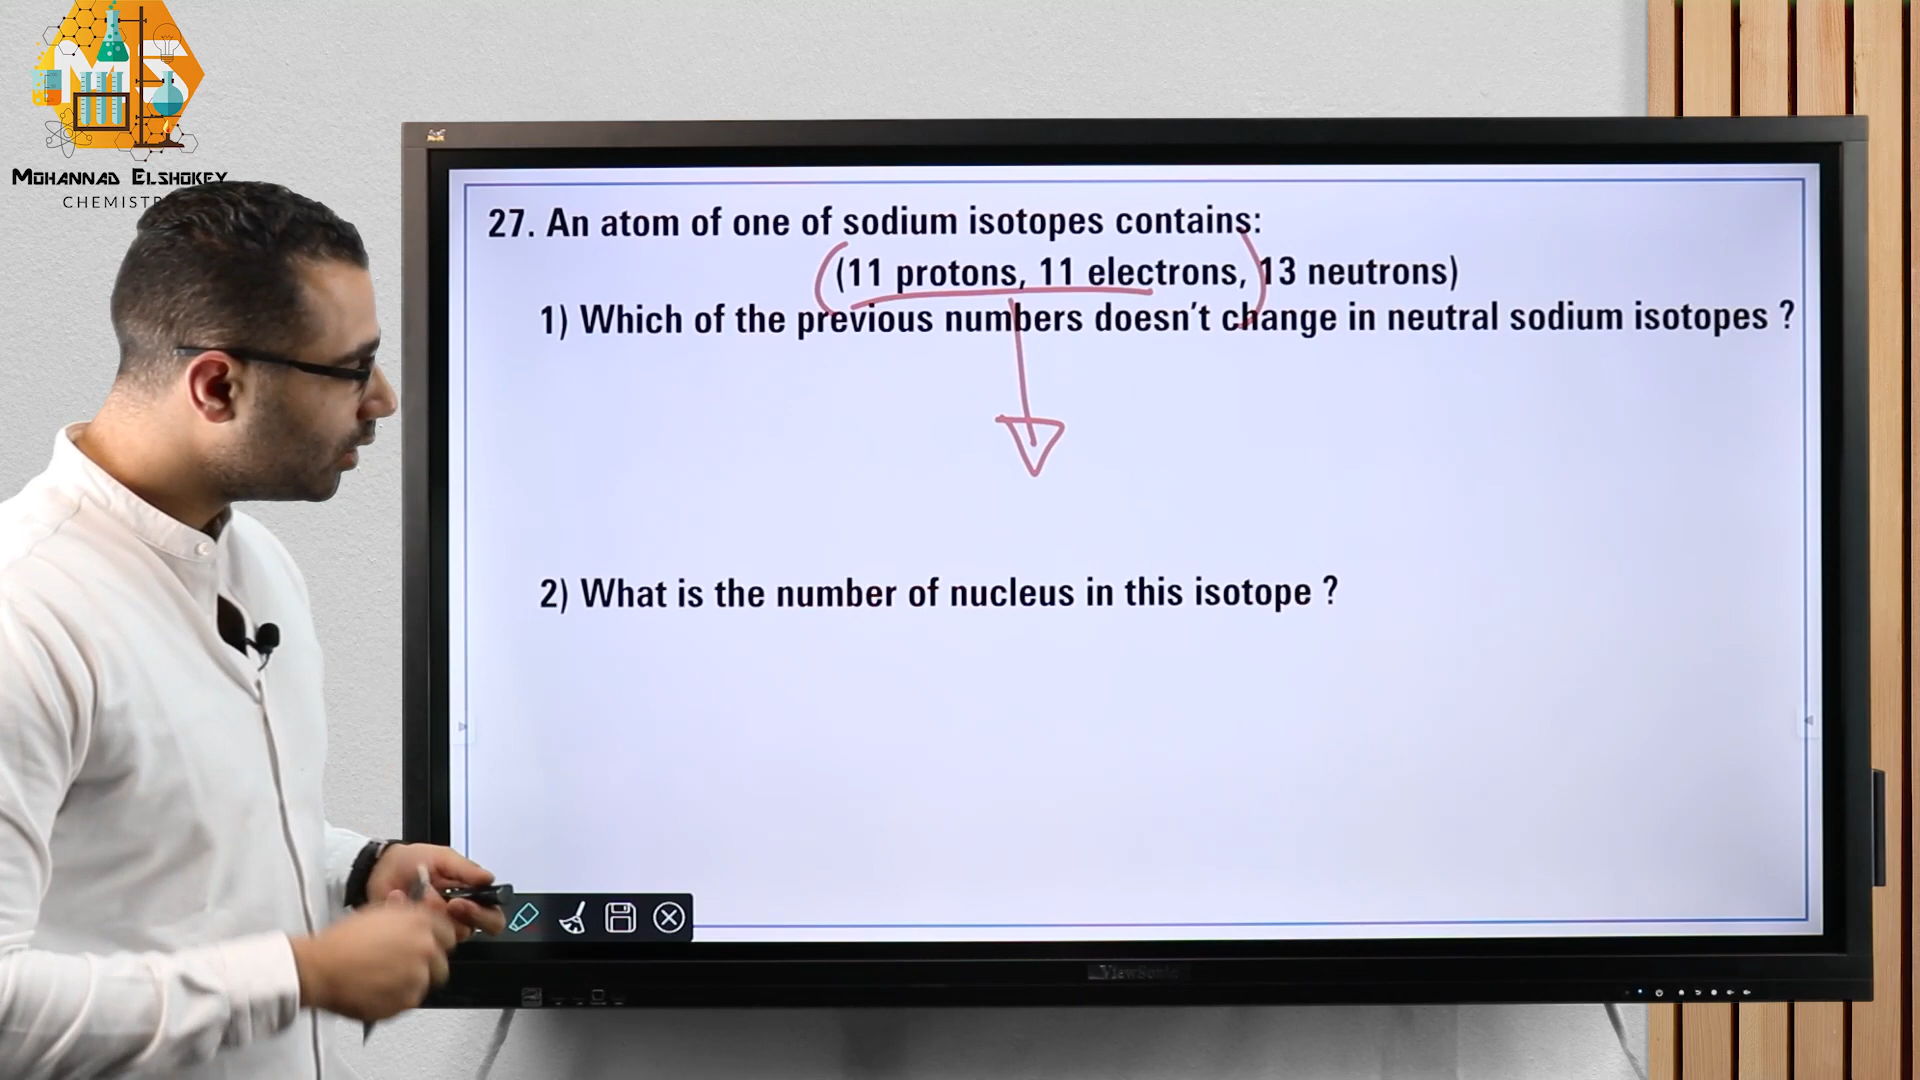 MS
MOHANNAD ELSHOKEY
CHEMISTR
27. An atom of one of sodium isotopes contains:
(11 protons, 11 electrons, 13 neutrons)
1) Which of the previous numbers doesn't change in neutral sodium isotopes ?
2) What is the number of nucleus in this isotope ?
ViewSonic